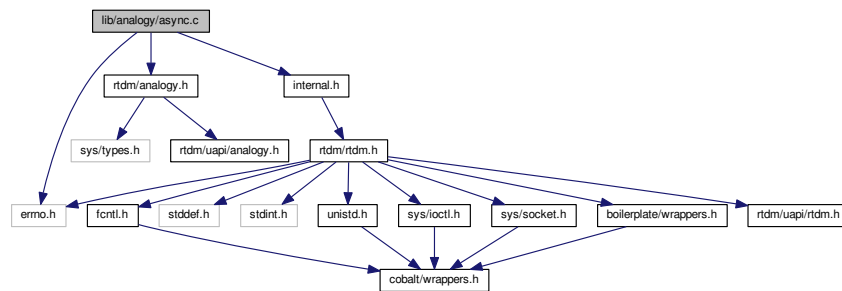 lib/analogy/async.c
rtdm/analogy.h
internal.h
sys/types.h
rtdm/uapi/analogy.h
rtdm/rtdm.h
errno.h
fcntl.h
stddef.h
stdint.h
unistd.h
sys/ioctl.h
sys/socket.h
boilerplate/wrappers.h
rtdm/uapi/rtdm.h
cobalt/wrappers.h